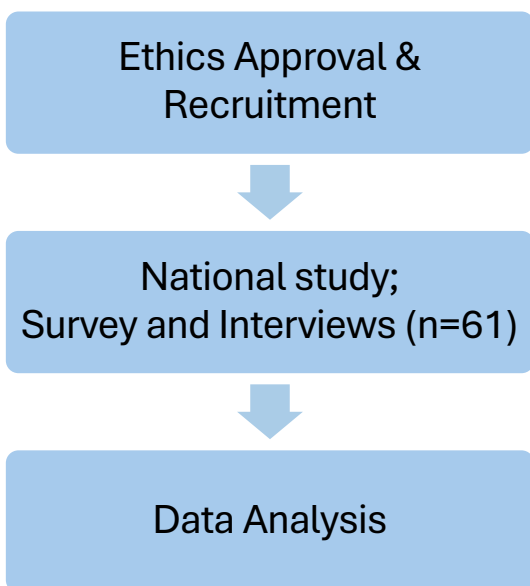 Ethics Approval &
Recruitment
National study;
Survey and Interviews (n=61)
Data Analysis